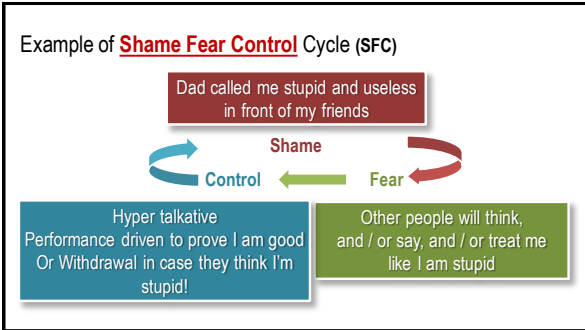 Example of Shame Fear Control Cycle (SFC)
Dad called me stupid and useless
in front of my friends
Shame
Control
Fear
Hyper talkative
Performance driven to prove I am good
Or Withdrawal in case they think I'm
stupid!
Other people will think,
and / or say, and / or treat me
like I am stupid